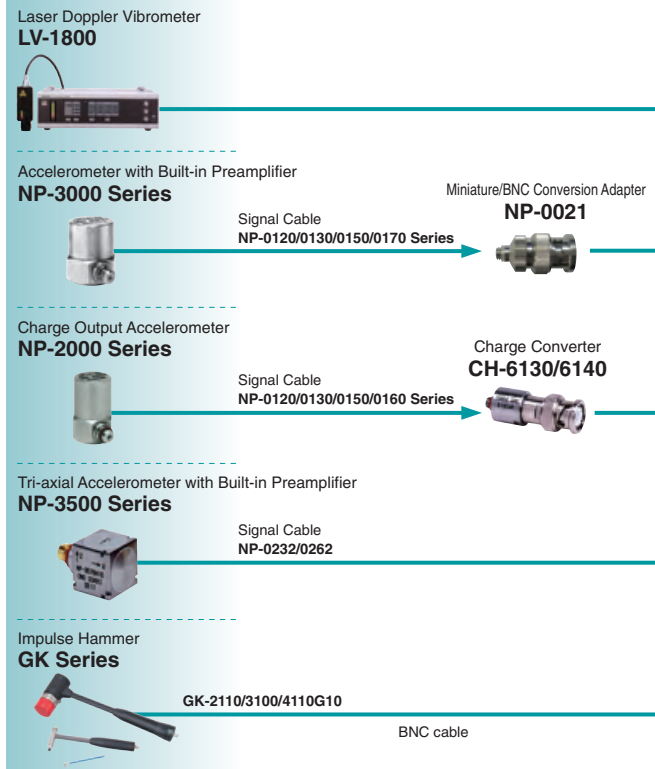 Laser Doppler Vibrometer
LV-1800
Accelerometer with Built-in Preamplifier
NP-3000 Series
Signal Cable
NP-0120/0130/0150/0170 Series
Miniature/BNC Conversion Adapter
NP-0021
Charge Output Accelerometer
NP-2000 Series
Signal Cable
NP-0120/0130/0150/0160 Series
Charge Converter
CH-6130/6140
Tri-axial Accelerometer with Built-in Preamplifier
NP-3500 Series
Signal Cable
NP-0232/0262
Impulse Hammer
GK Series
GK-2110/3100/4110G10
BNC cable